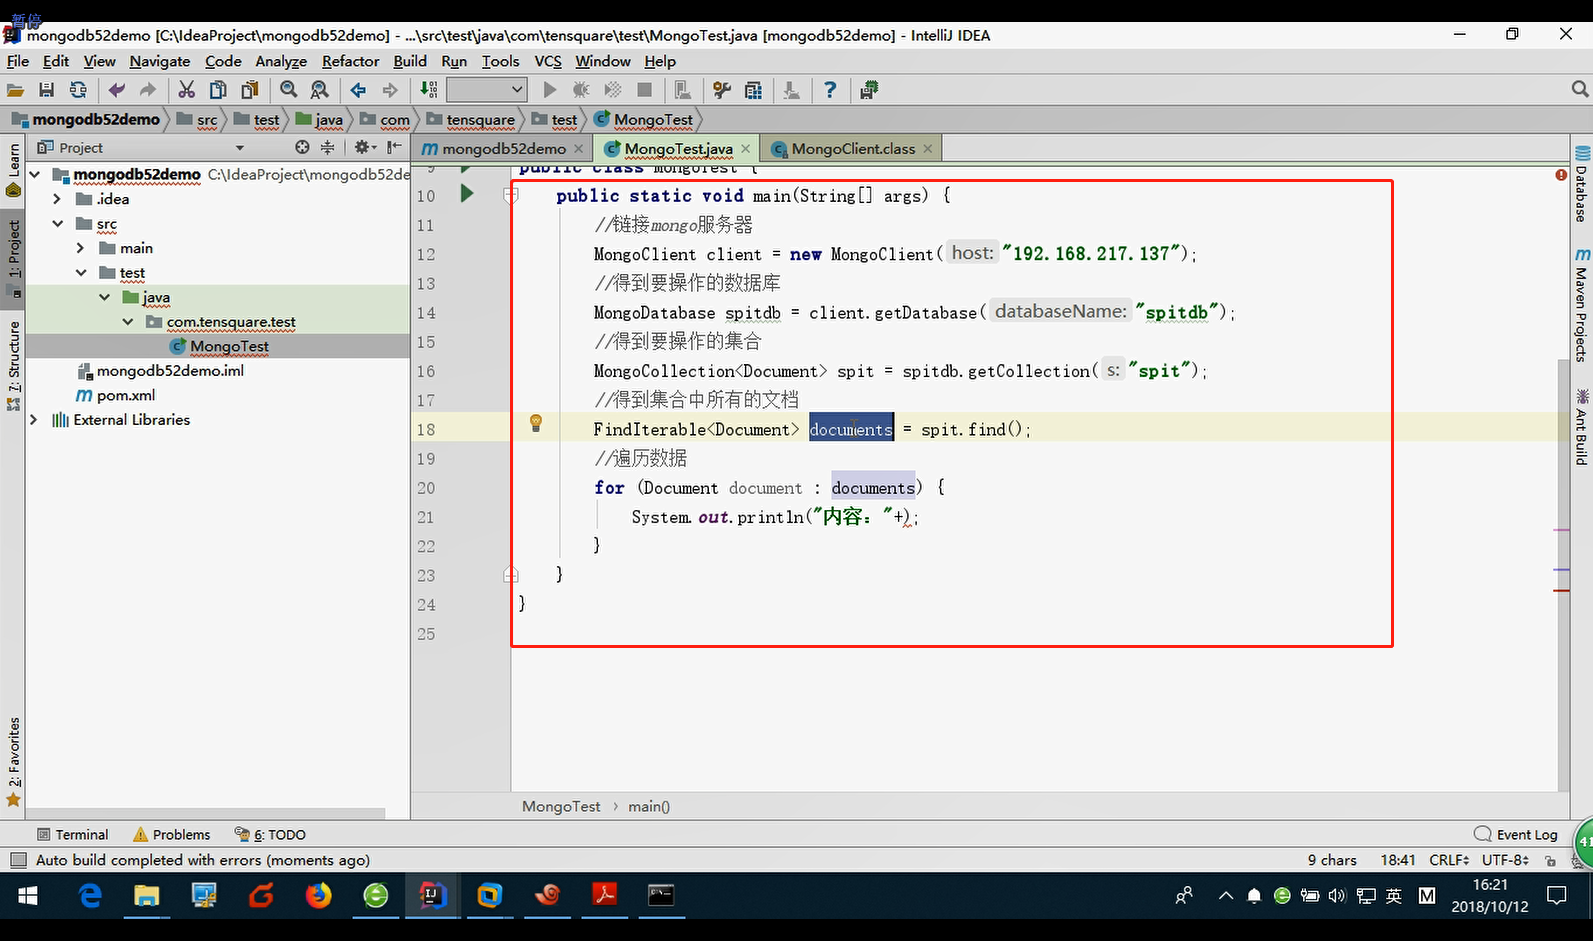 暂停
mongodb52demo [C:\IdeaProject\mongodb52demo] - ...\src\test\java\com\tensquare\test\MongoTest.java [mongodb52demo] - IntelliJ IDEA
File Edit View Navigate Code Analyze Refactor Build Run Tools VCS Window Help
mongodb52demo src test java com tensquare test MongoTest
Project
mongodb52demo MongoTest.java MongoClient.class
mongodb52demo C:\IdeaProject\mongodb52de
.idea
src
main
test
java
com.tensquare.test
MongoTest
mongodb52demo.iml
pom.xml
External Libraries
Learn
1: Project
7: Structure
2: Favorites
9 public class MongoTest {
10 public static void main(String[] args) {
11 //链接mongo服务器
12 MongoClient client = new MongoClient( host: "192.168.217.137");
13 //得到要操作的数据库
14 MongoDatabase spitdb = client.getDatabase( databaseName: "spitdb");
15 //得到要操作的集合
16 MongoCollection<Document> spit = spitdb.getCollection( s: "spit");
17 //得到集合中所有的文档
18 FindIterable<Document> documents = spit.find();
19 //遍历数据
20 for (Document document : documents) {
21 System.out.println("内容："+);
22 }
23 }
24 }
25
Database
Maven Projects
Ant Build
MongoTest › main()
Terminal Problems 6: TODO Event Log
Auto build completed with errors (moments ago) 9 chars 18:41 CRLF UTF-8
41
英 M 16:21
2018/10/12